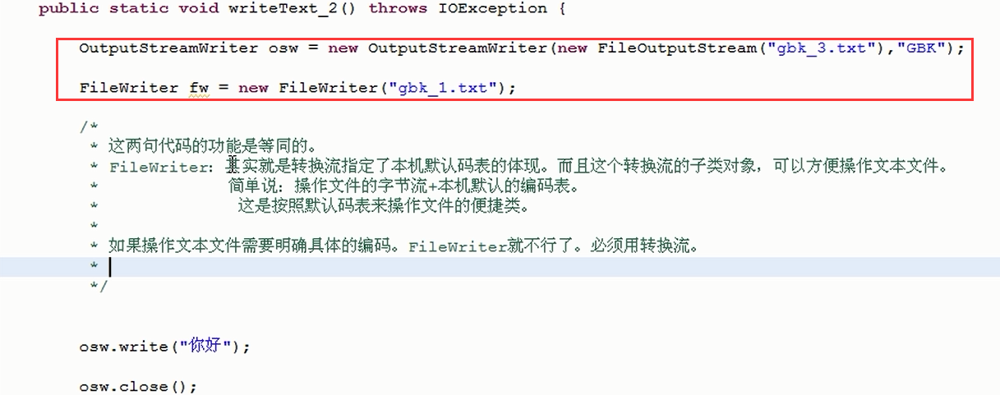 public static void writeText_2() throws IOException {
OutputStreamWriter osw = new OutputStreamWriter(new FileOutputStream("gbk_3.txt"),"GBK");
FileWriter fw = new FileWriter("gbk_1.txt");
/*
* 这两句代码的功能是等同的。
* FileWriter: 其实就是转换流指定了本机默认码表的体现。而且这个转换流的子类对象，可以方便操作文本文件。
* 简单说：操作文件的字节流+本机默认的编码表。
* 这是按照默认码表来操作文件的便捷类。
*
* 如果操作文本文件需要明确具体的编码。FileWriter就不行了。必须用转换流。
*
*/
osw.write("你好");
osw.close();